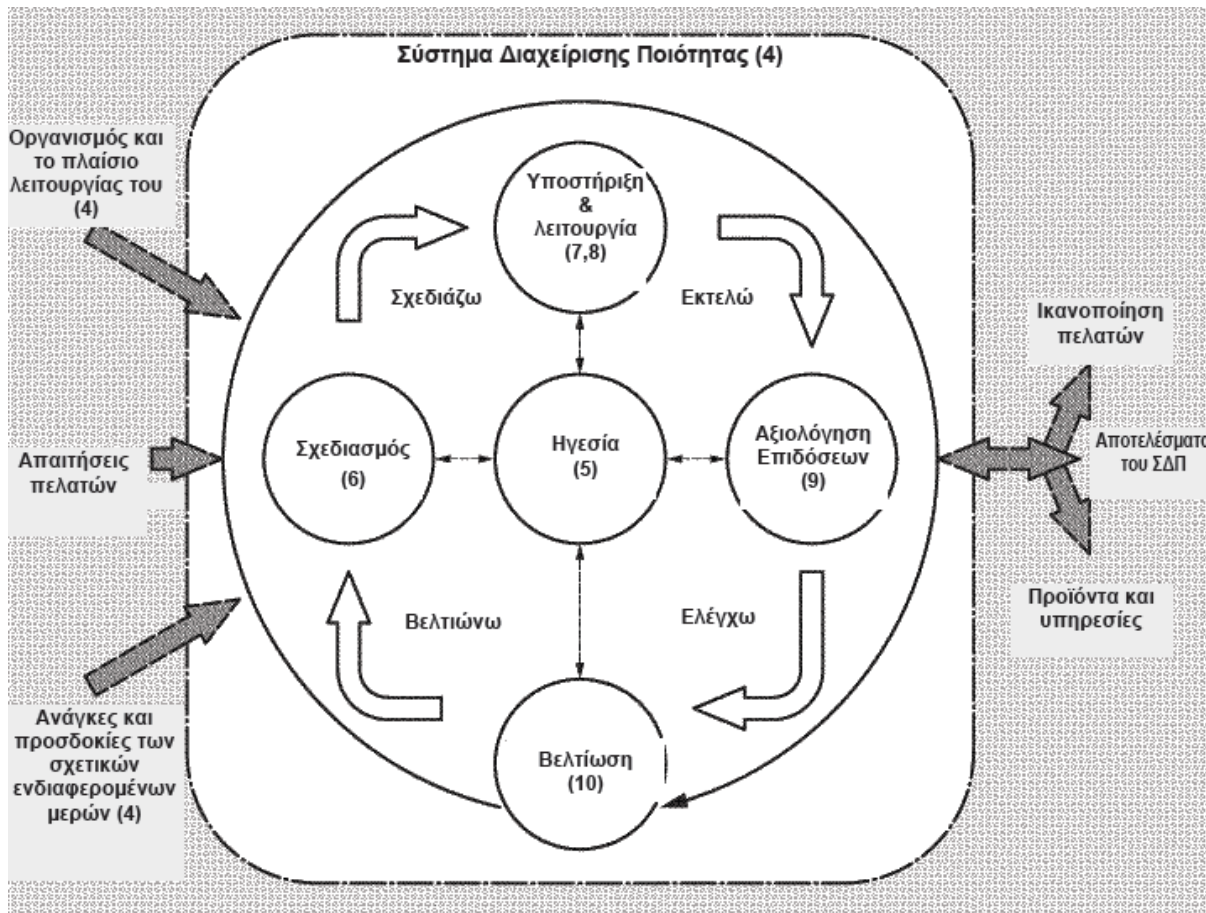 Σύστημα Διαχείρισης Ποιότητας (4)
Οργανισμός και
το πλαίσιο
λειτουργίας του
(4)
Απαιτήσεις
πελατών
Ανάγκες και
προσδοκίες των
σχετικών
ενδιαφερομένων
μερών (4)
Υποστήριξη
&
λειτουργία
(7,8)
Σχεδιάζω
Εκτελώ
Σχεδιασμός
(6)
Ηγεσία
(5)
Αξιολόγηση
Επιδόσεων
(9)
Βελτιώνω
Ελέγχω
Βελτίωση
(10)
Ικανοποίηση
πελατών
Αποτελέσματα
του ΣΔΠ
Προϊόντα και
υπηρεσίες